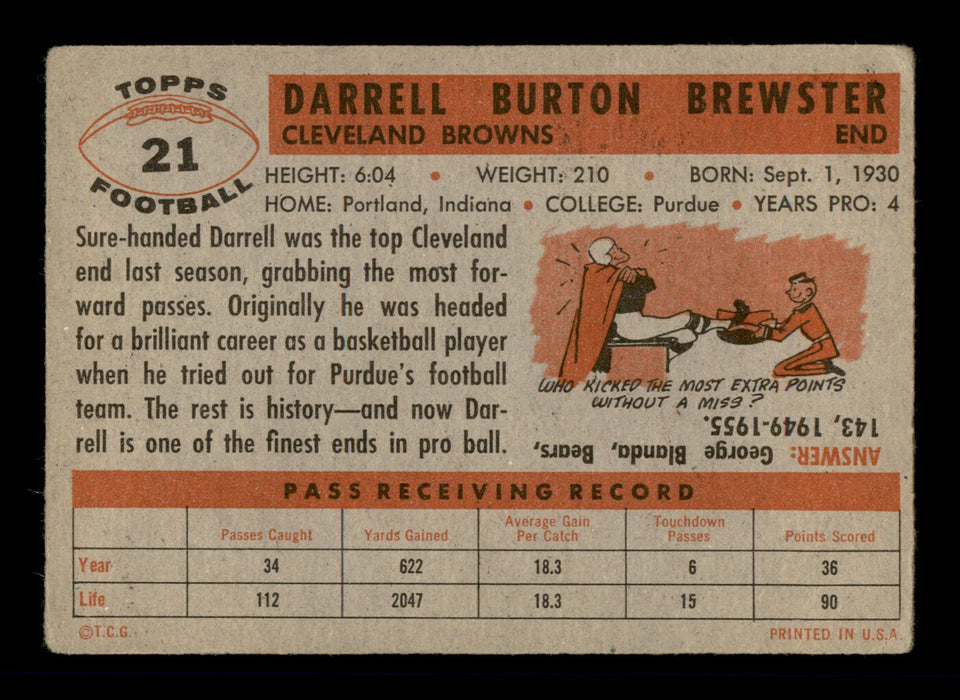 TOPPS
21
FOOTBALL
DARRELL BURTON BREWSTER
CLEVELAND BROWNS END
HEIGHT: 6:04 • WEIGHT: 210 • BORN: Sept. 1, 1930
HOME: Portland, Indiana • COLLEGE: Purdue • YEARS PRO: 4
Sure-handed Darrell was the top Cleveland
end last season, grabbing the most for-
ward passes. Originally he was headed
for a brilliant career as a basketball player
when he tried out for Purdue's football
team. The rest is history—and now Dar-
rell is one of the finest ends in pro ball.
WHO KICKED THE MOST EXTRA POINTS
WITHOUT A MISS?
ANSWER: George Blanda, Bears,
143, 1949-1955.
PASS RECEIVING RECORD
Passes Caught Yards Gained Average Gain Per Catch Touchdown Passes Points Scored
Year 34 622 18.3 6 36
Life 112 2047 18.3 15 90
©T.C.G. PRINTED IN U.S.A.